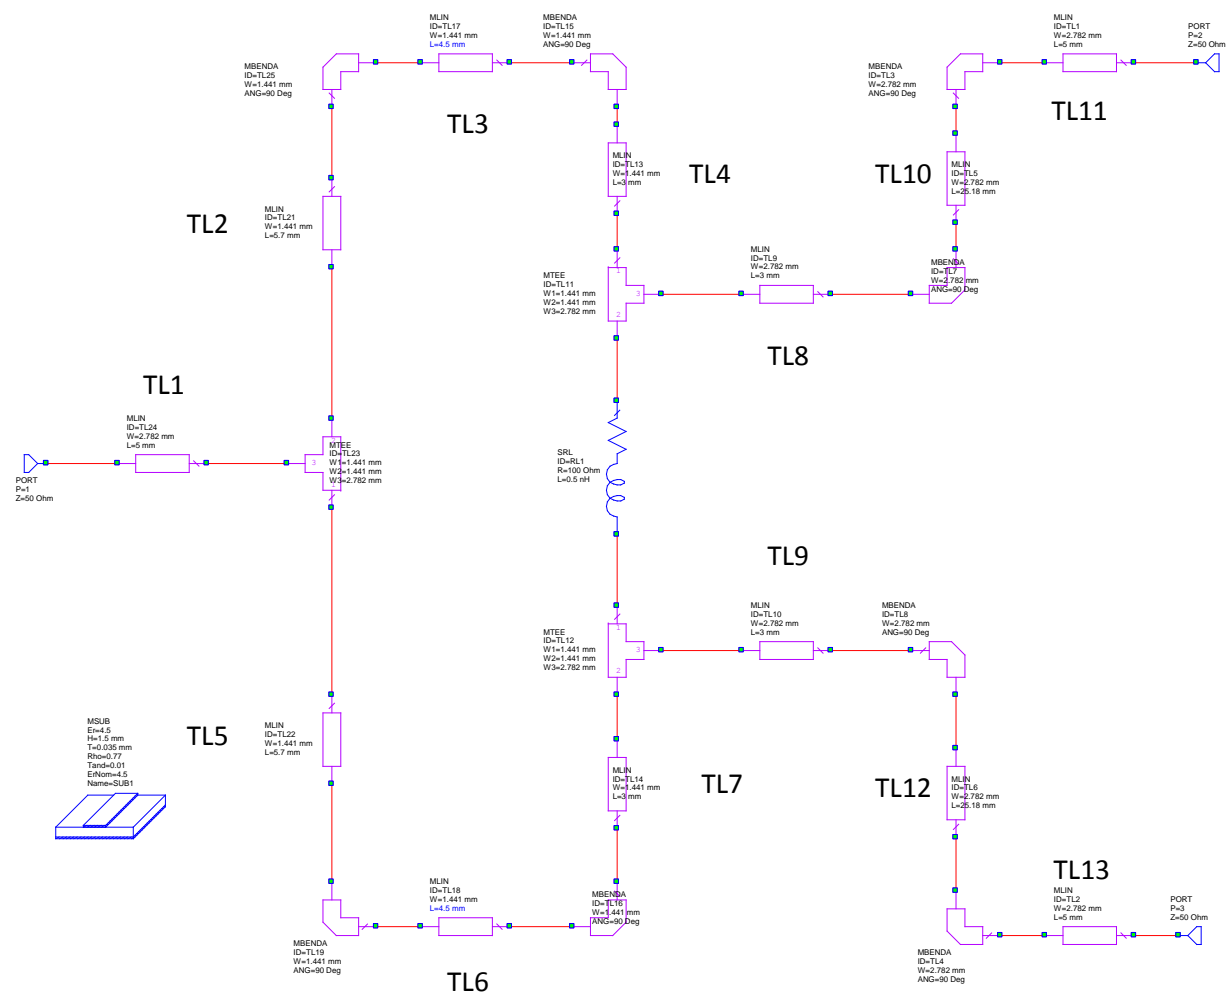 MLIN
ID=TL17
W=1.441 mm
L=4.5 mm
MBENDA
ID=TL15
W=1.441 mm
ANG=90 Deg
MLIN
ID=TL1
W=2.782 mm
L=5 mm
PORT
P=2
Z=50 Ohm
MBENDA
ID=TL25
W=1.441 mm
ANG=90 Deg
MBENDA
ID=TL3
W=2.782 mm
ANG=90 Deg
TL3
TL11
MLIN
ID=TL13
W=1.441 mm
L=3 mm
TL4
TL10
MLIN
ID=TL5
W=2.782 mm
L=25.18 mm
TL2
MLIN
ID=TL21
W=1.441 mm
L=5.7 mm
MTEE
ID=TL11
W1=1.441 mm
W2=1.441 mm
W3=2.782 mm
1
3
2
MLIN
ID=TL9
W=2.782 mm
L=3 mm
MBENDA
ID=TL7
W=2.782 mm
ANG=90 Deg
TL8
TL1
MLIN
ID=TL24
W=2.782 mm
L=5 mm
PORT
P=1
Z=50 Ohm
MTEE
ID=TL23
W1=1.441 mm
W2=1.441 mm
W3=2.782 mm
3
1
SRL
ID=RL1
R=100 Ohm
L=0.5 nH
TL9
MLIN
ID=TL10
W=2.782 mm
L=3 mm
MBENDA
ID=TL8
W=2.782 mm
ANG=90 Deg
MTEE
ID=TL12
W1=1.441 mm
W2=1.441 mm
W3=2.782 mm
1
3
2
MSUB
Er=4.5
H=1.5 mm
T=0.035 mm
Rho=0.77
Tand=0.01
ErNom=4.5
Name=SUB1
TL5
MLIN
ID=TL22
W=1.441 mm
L=5.7 mm
MLIN
ID=TL14
W=1.441 mm
L=3 mm
TL7
TL12
MLIN
ID=TL6
W=2.782 mm
L=25.18 mm
TL13
MLIN
ID=TL2
W=2.782 mm
L=5 mm
PORT
P=3
Z=50 Ohm
MLIN
ID=TL18
W=1.441 mm
L=4.5 mm
MBENDA
ID=TL16
W=1.441 mm
ANG=90 Deg
MBENDA
ID=TL19
W=1.441 mm
ANG=90 Deg
MBENDA
ID=TL4
W=2.782 mm
ANG=90 Deg
TL6